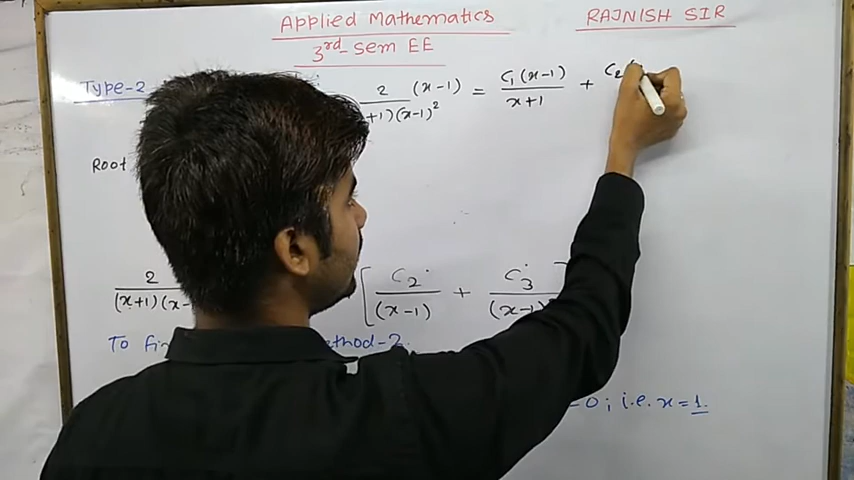 Applied Mathematics
RAJNISH SIR
3rd-Sem EE
Type-2
2 (x-1) / +1)(x-1)² = C₁(x-1) / x+1 + C₂
Root
2 / (x+1)(x- [ C₂ / (x-1) + C₃ / (x-1)
To fin ethod-2.
=0; i.e. x=1.